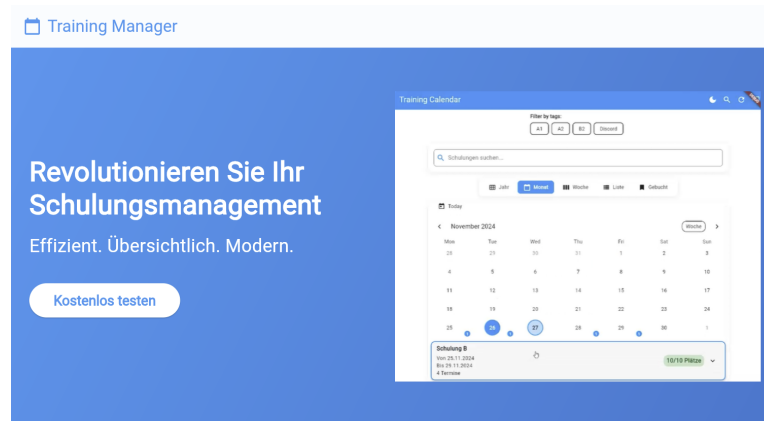 Training Manager
Revolutionieren Sie Ihr
Schulungsmanagement
Effizient. Übersichtlich. Modern.
Kostenlos testen
Training Calendar
Filter by tags:
A1 A2 B2 Discord
Schulungen suchen...
Jahr Monat Woche Liste Gebucht
Today
November 2024 Woche
Mon Tue Wed Thu Fri Sat Sun
28 29 30 31 1 2 3
4 5 6 7 8 9 10
11 12 13 14 15 16 17
18 19 20 21 22 23 24
25 26 27 28 29 30 1
Schulung B
Von 25.11.2024
Bis 29.11.2024
4 Termine
10/10 Plätze